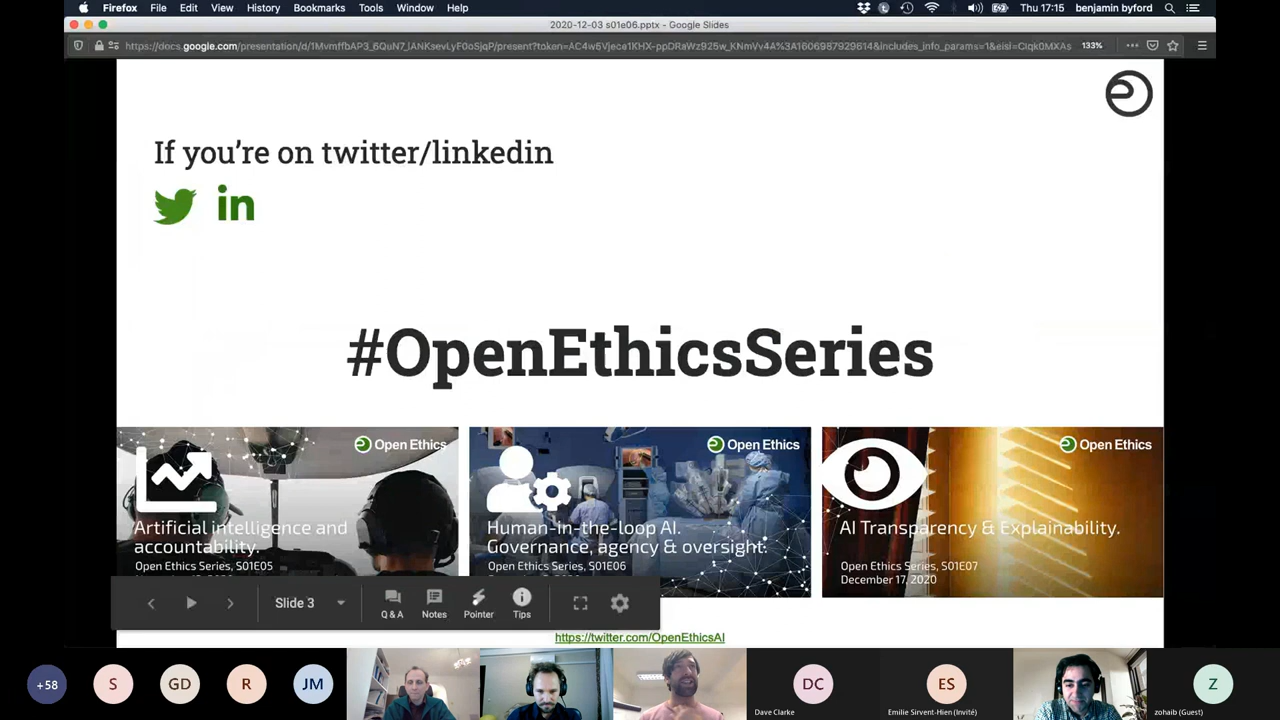 Firefox File Edit View History Bookmarks Tools Window Help
Thu 17:15 benjamin byford
2020-12-03 s01e06.pptx - Google Slides
133%
If you're on twitter/linkedin
in
#OpenEthicsSeries
Open Ethics
Artificial intelligence and
accountability.
Open Ethics Series, S01E05
Open Ethics
Human-in-the-loop AI.
Governance, agency & oversight.
Open Ethics Series, S01E06
Open Ethics
AI Transparency & Explainability.
Open Ethics Series, S01E07
December 17, 2020
Slide 3
Q & A
Notes
Pointer
Tips
https://twitter.com/OpenEthicsAI
+58
S
GD
R
JM
DC
Dave Clarke
ES
Emilie Sirvent-Hien (Invité)
Z
zohaib (Guest)